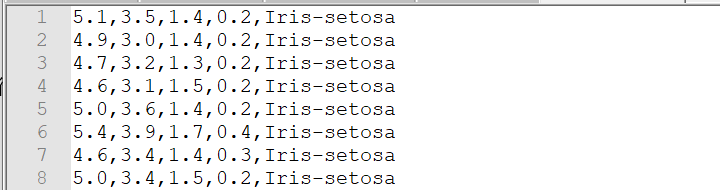 1 5.1,3.5,1.4,0.2,Iris-setosa
2 4.9,3.0,1.4,0.2,Iris-setosa
3 4.7,3.2,1.3,0.2,Iris-setosa
4 4.6,3.1,1.5,0.2,Iris-setosa
5 5.0,3.6,1.4,0.2,Iris-setosa
6 5.4,3.9,1.7,0.4,Iris-setosa
7 4.6,3.4,1.4,0.3,Iris-setosa
8 5.0,3.4,1.5,0.2,Iris-setosa